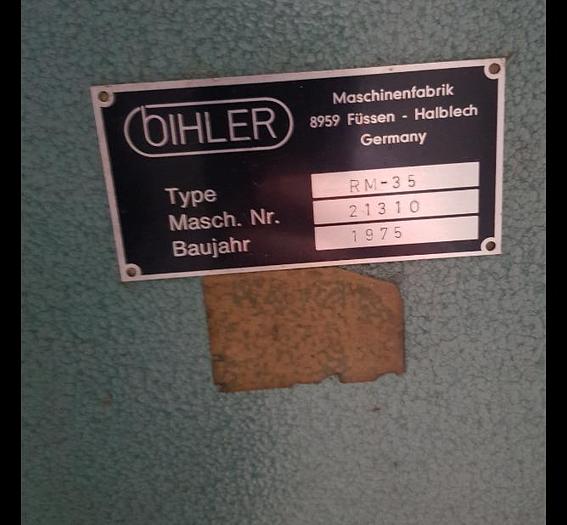 bIHLER
Maschinenfabrik
8959 Füssen - Halblech
Germany
Type RM-35
Masch. Nr. 21310
Baujahr 1975